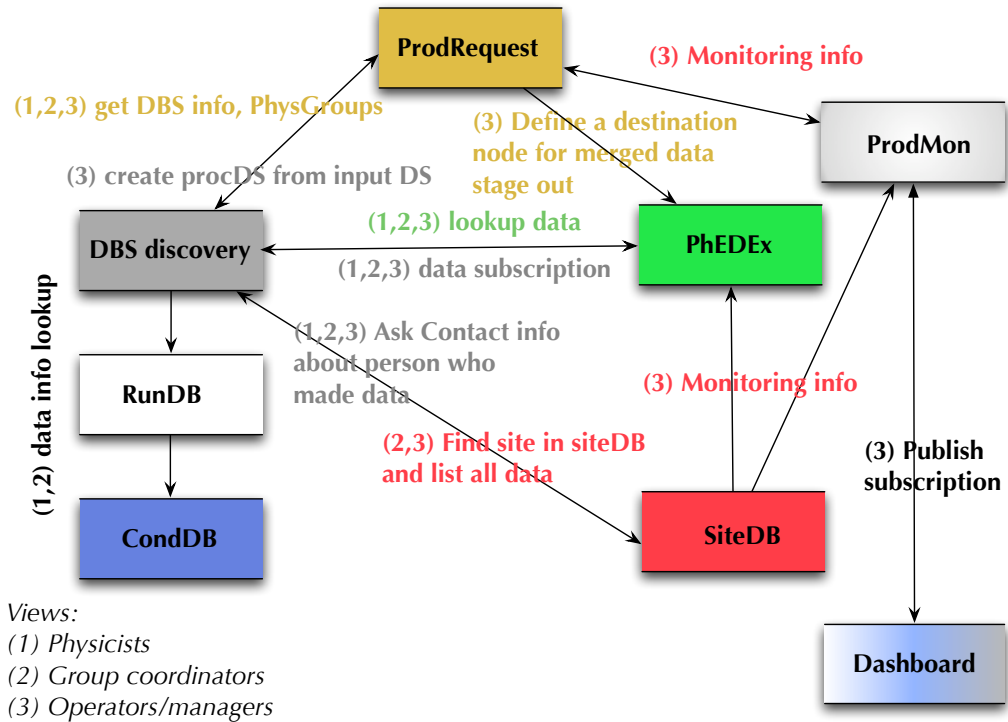 ProdRequest
(3) Monitoring info
(1,2,3) get DBS info, PhysGroups
(3) Define a destination
node for merged data
stage out
ProdMon
(3) create procDS from input DS
(1,2,3) lookup data
DBS discovery
PhEDEx
(1,2,3) data subscription
(1,2) data info lookup
(1,2,3) Ask Contact info
about person who
made data
RunDB
(3) Monitoring info
(2,3) Find site in siteDB
and list all data
(3) Publish
subscription
CondDB
SiteDB
Views:
(1) Physicists
(2) Group coordinators
(3) Operators/managers
Dashboard